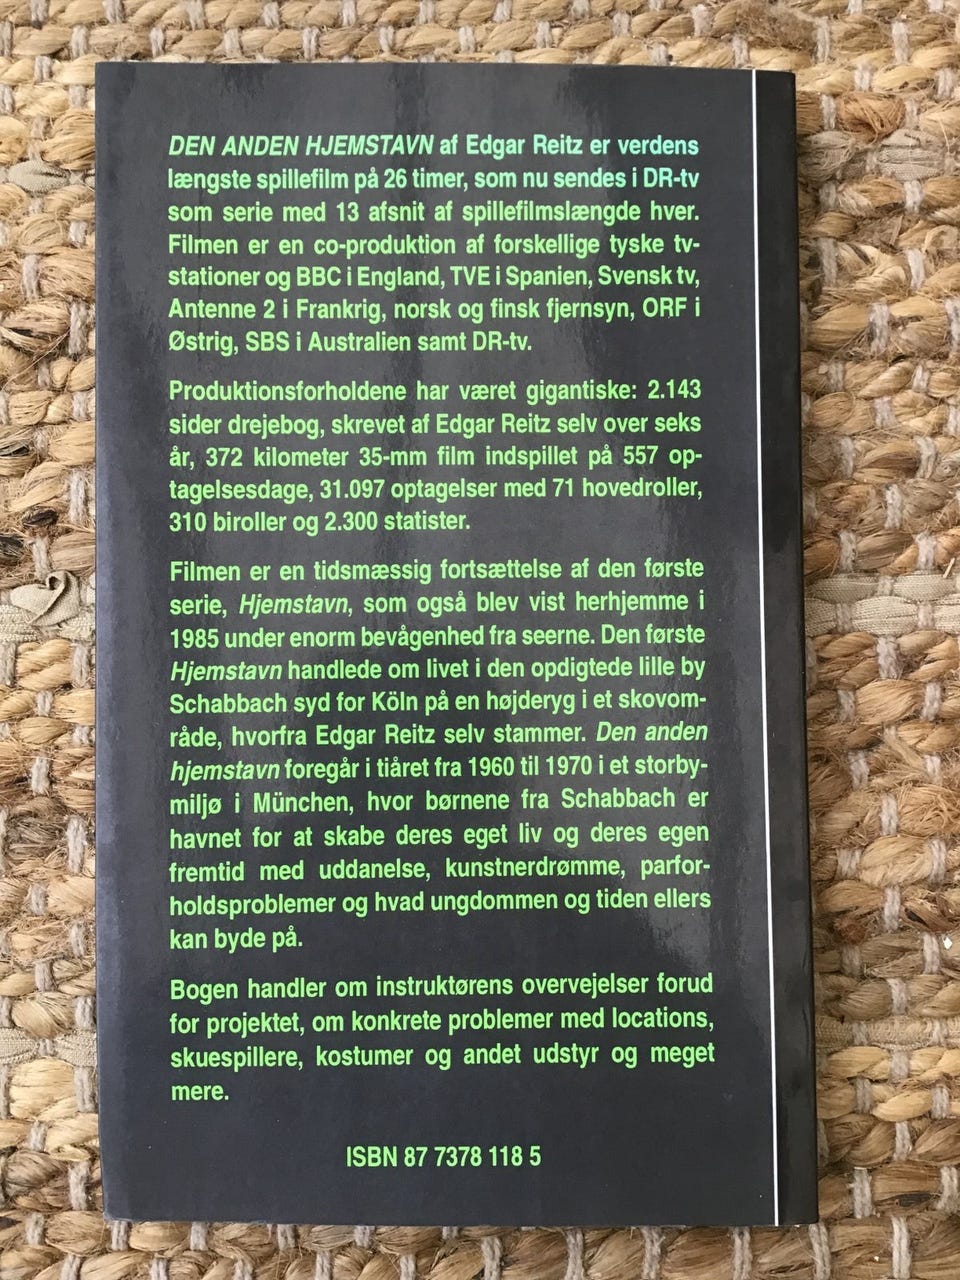 DEN ANDEN HJEMSTAVN af Edgar Reitz er verdens
længste spillefilm på 26 timer, som nu sendes i DR-tv
som serie med 13 afsnit af spillefilmslængde hver.
Filmen er en co-produktion af forskellige tyske tv-
stationer og BBC i England, TVE i Spanien, Svensk tv,
Antenne 2 i Frankrig, norsk og finsk fjernsyn, ORF i
Østrig, SBS i Australien samt DR-tv.
Produktionsforholdene har været gigantiske: 2.143
sider drejebog, skrevet af Edgar Reitz selv over seks
år, 372 kilometer 35-mm film indspillet på 557 op-
tagelsesdage, 31.097 optagelser med 71 hovedroller,
310 biroller og 2.300 statister.
Filmen er en tidsmæssig fortsættelse af den første
serie, Hjemstavn, som også blev vist herhjemme i
1985 under enorm bevågenhed fra seerne. Den første
Hjemstavn handlede om livet i den opdigtede lille by
Schabbach syd for Köln på en højderyg i et skovom-
råde, hvorfra Edgar Reitz selv stammer. Den anden
hjemstavn foregår i tiåret fra 1960 til 1970 i et storby-
miljø i München, hvor børnene fra Schabbach er
havnet for at skabe deres eget liv og deres egen
fremtid med uddanelse, kunstnerdrømme, parfor-
holdsproblemer og hvad ungdommen og tiden ellers
kan byde på.
Bogen handler om instruktørens overvejelser forud
for projektet, om konkrete problemer med locations,
skuespillere, kostumer og andet udstyr og meget
mere.
ISBN 87 7378 118 5